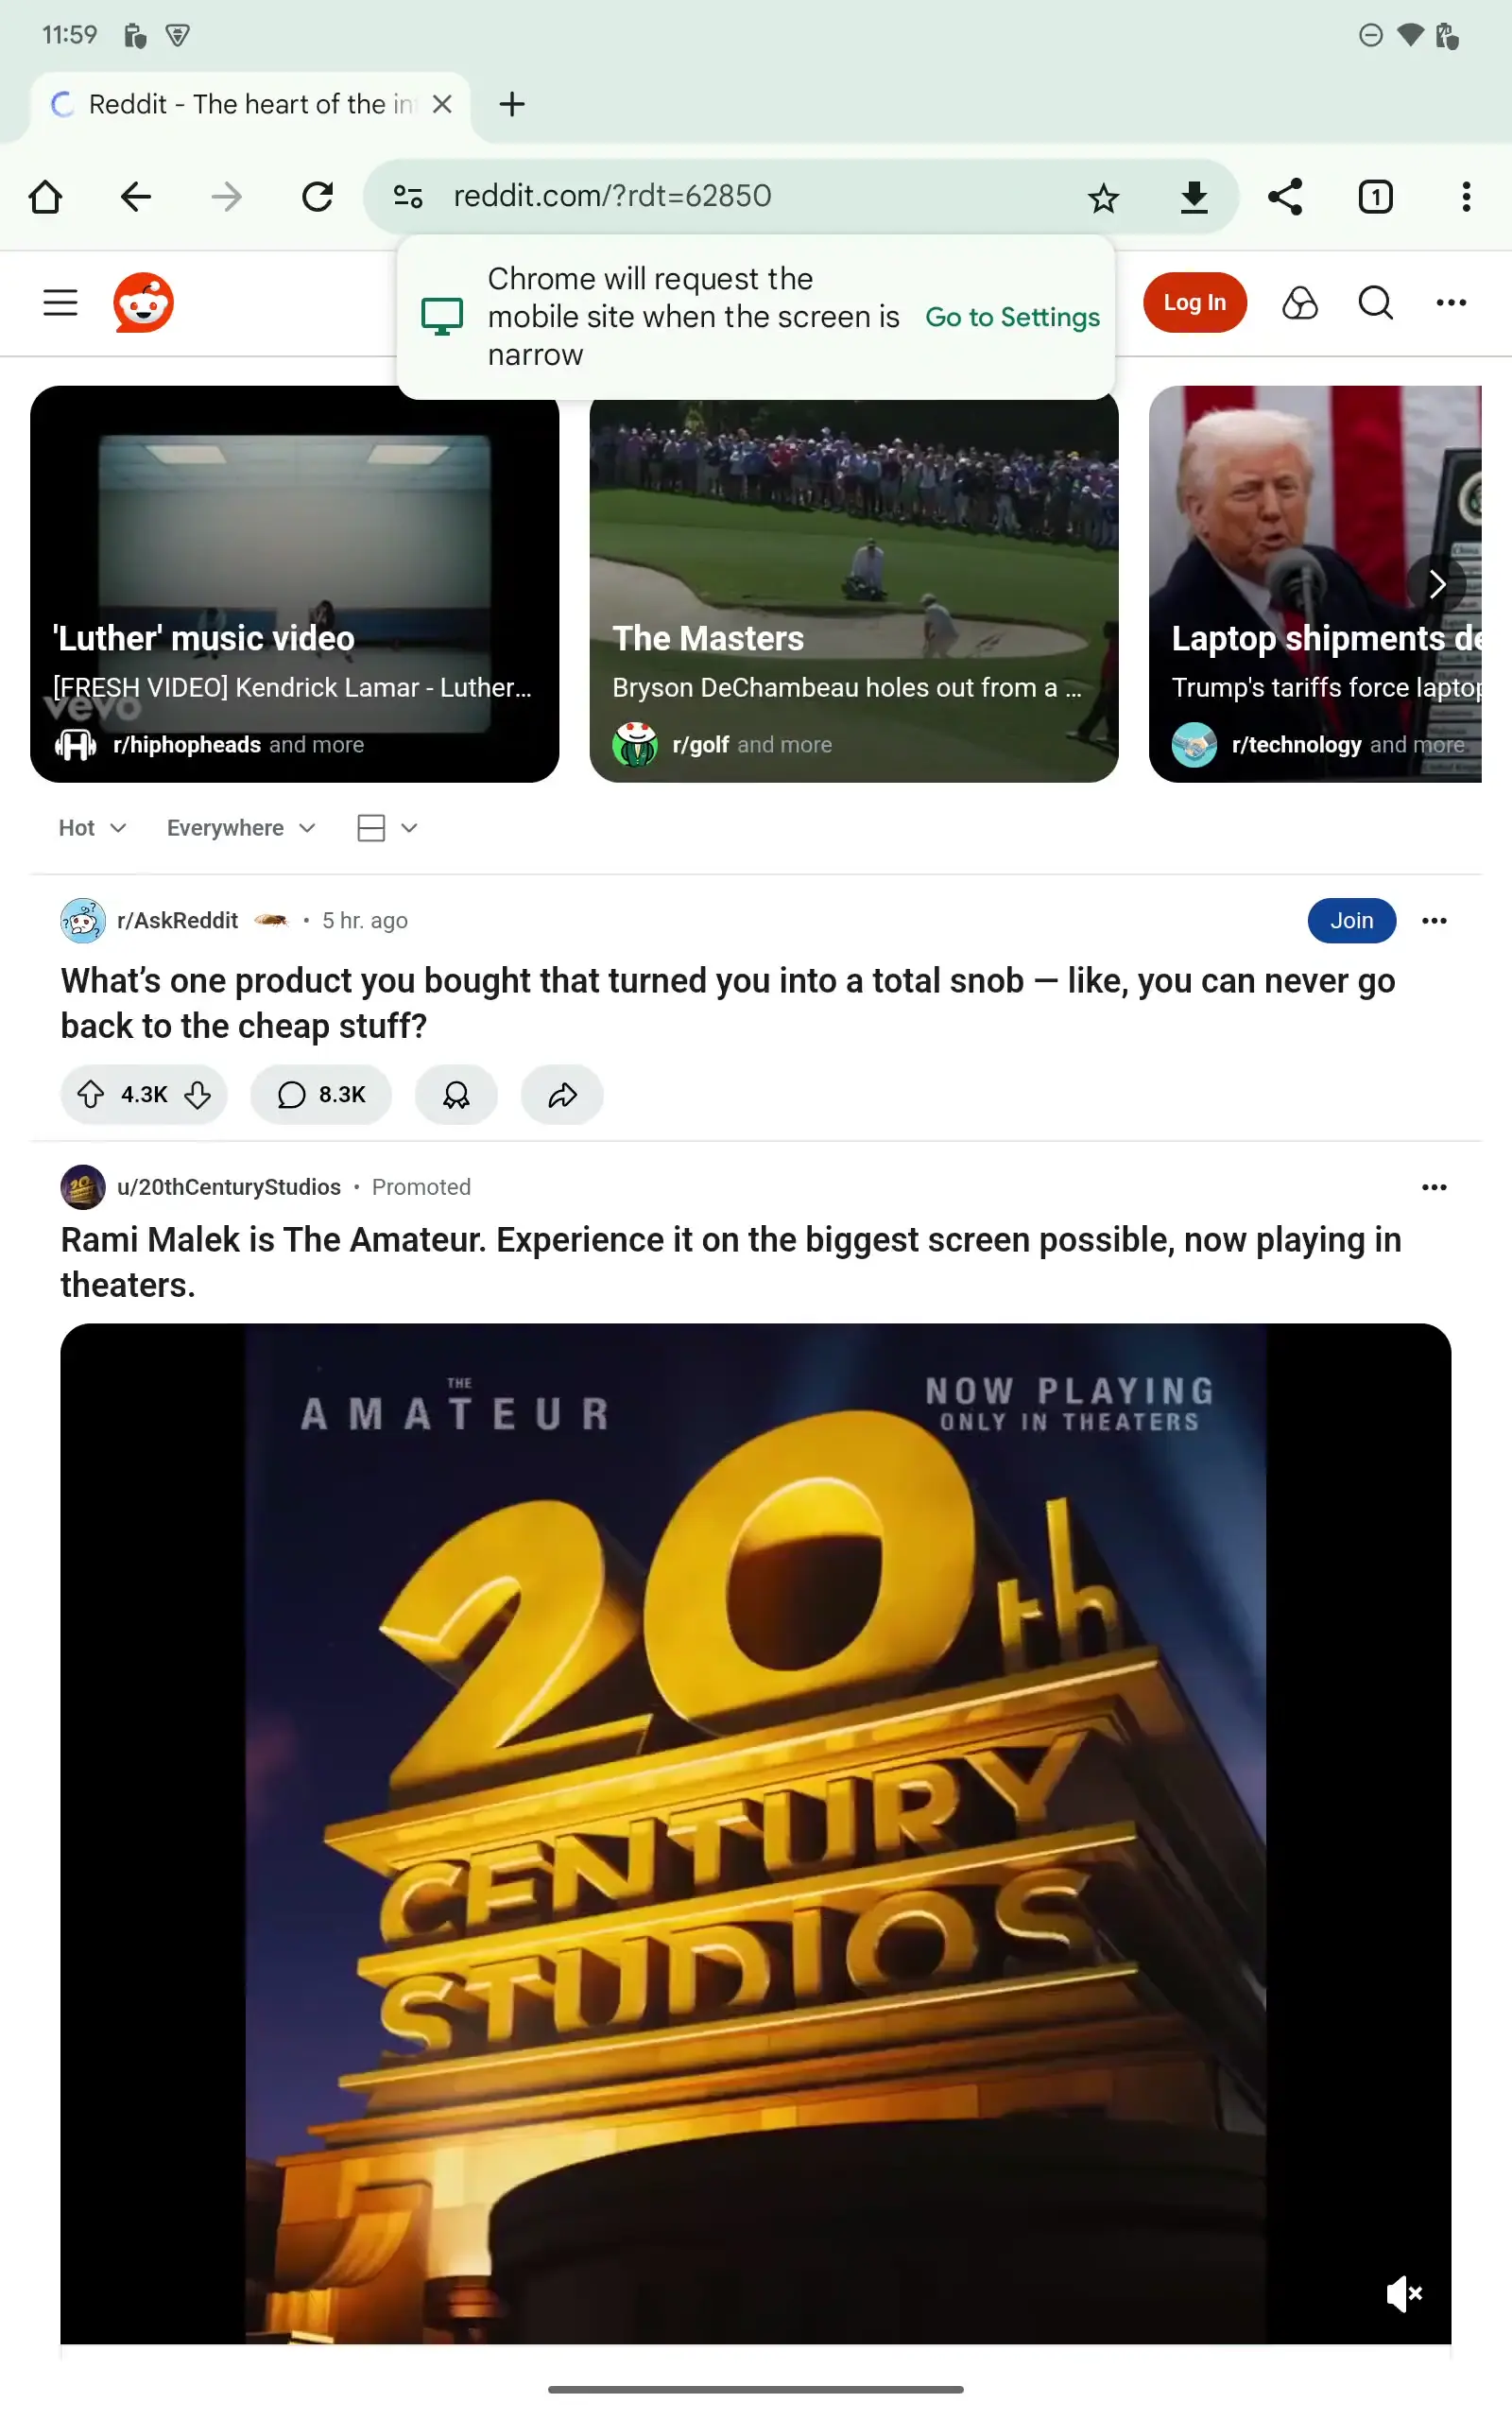 11:59
Reddit - The heart of the in
reddit.com/?rdt=62850
1
Chrome will request the
mobile site when the screen is
narrow
Go to Settings
Log In
'Luther' music video
[FRESH VIDEO] Kendrick Lamar - Luther...
vevo
r/hiphopheads and more
The Masters
Bryson DeChambeau holes out from a ...
r/golf and more
Laptop shipments de
Trump's tariffs force laptop
r/technology and more
Hot
Everywhere
r/AskReddit • 5 hr. ago
Join
What’s one product you bought that turned you into a total snob — like, you can never go
back to the cheap stuff?
4.3K
8.3K
u/20thCenturyStudios • Promoted
Rami Malek is The Amateur. Experience it on the biggest screen possible, now playing in
theaters.
THE
AMATEUR
NOW PLAYING
ONLY IN THEATERS
20th
CENTURY
STUDIOS